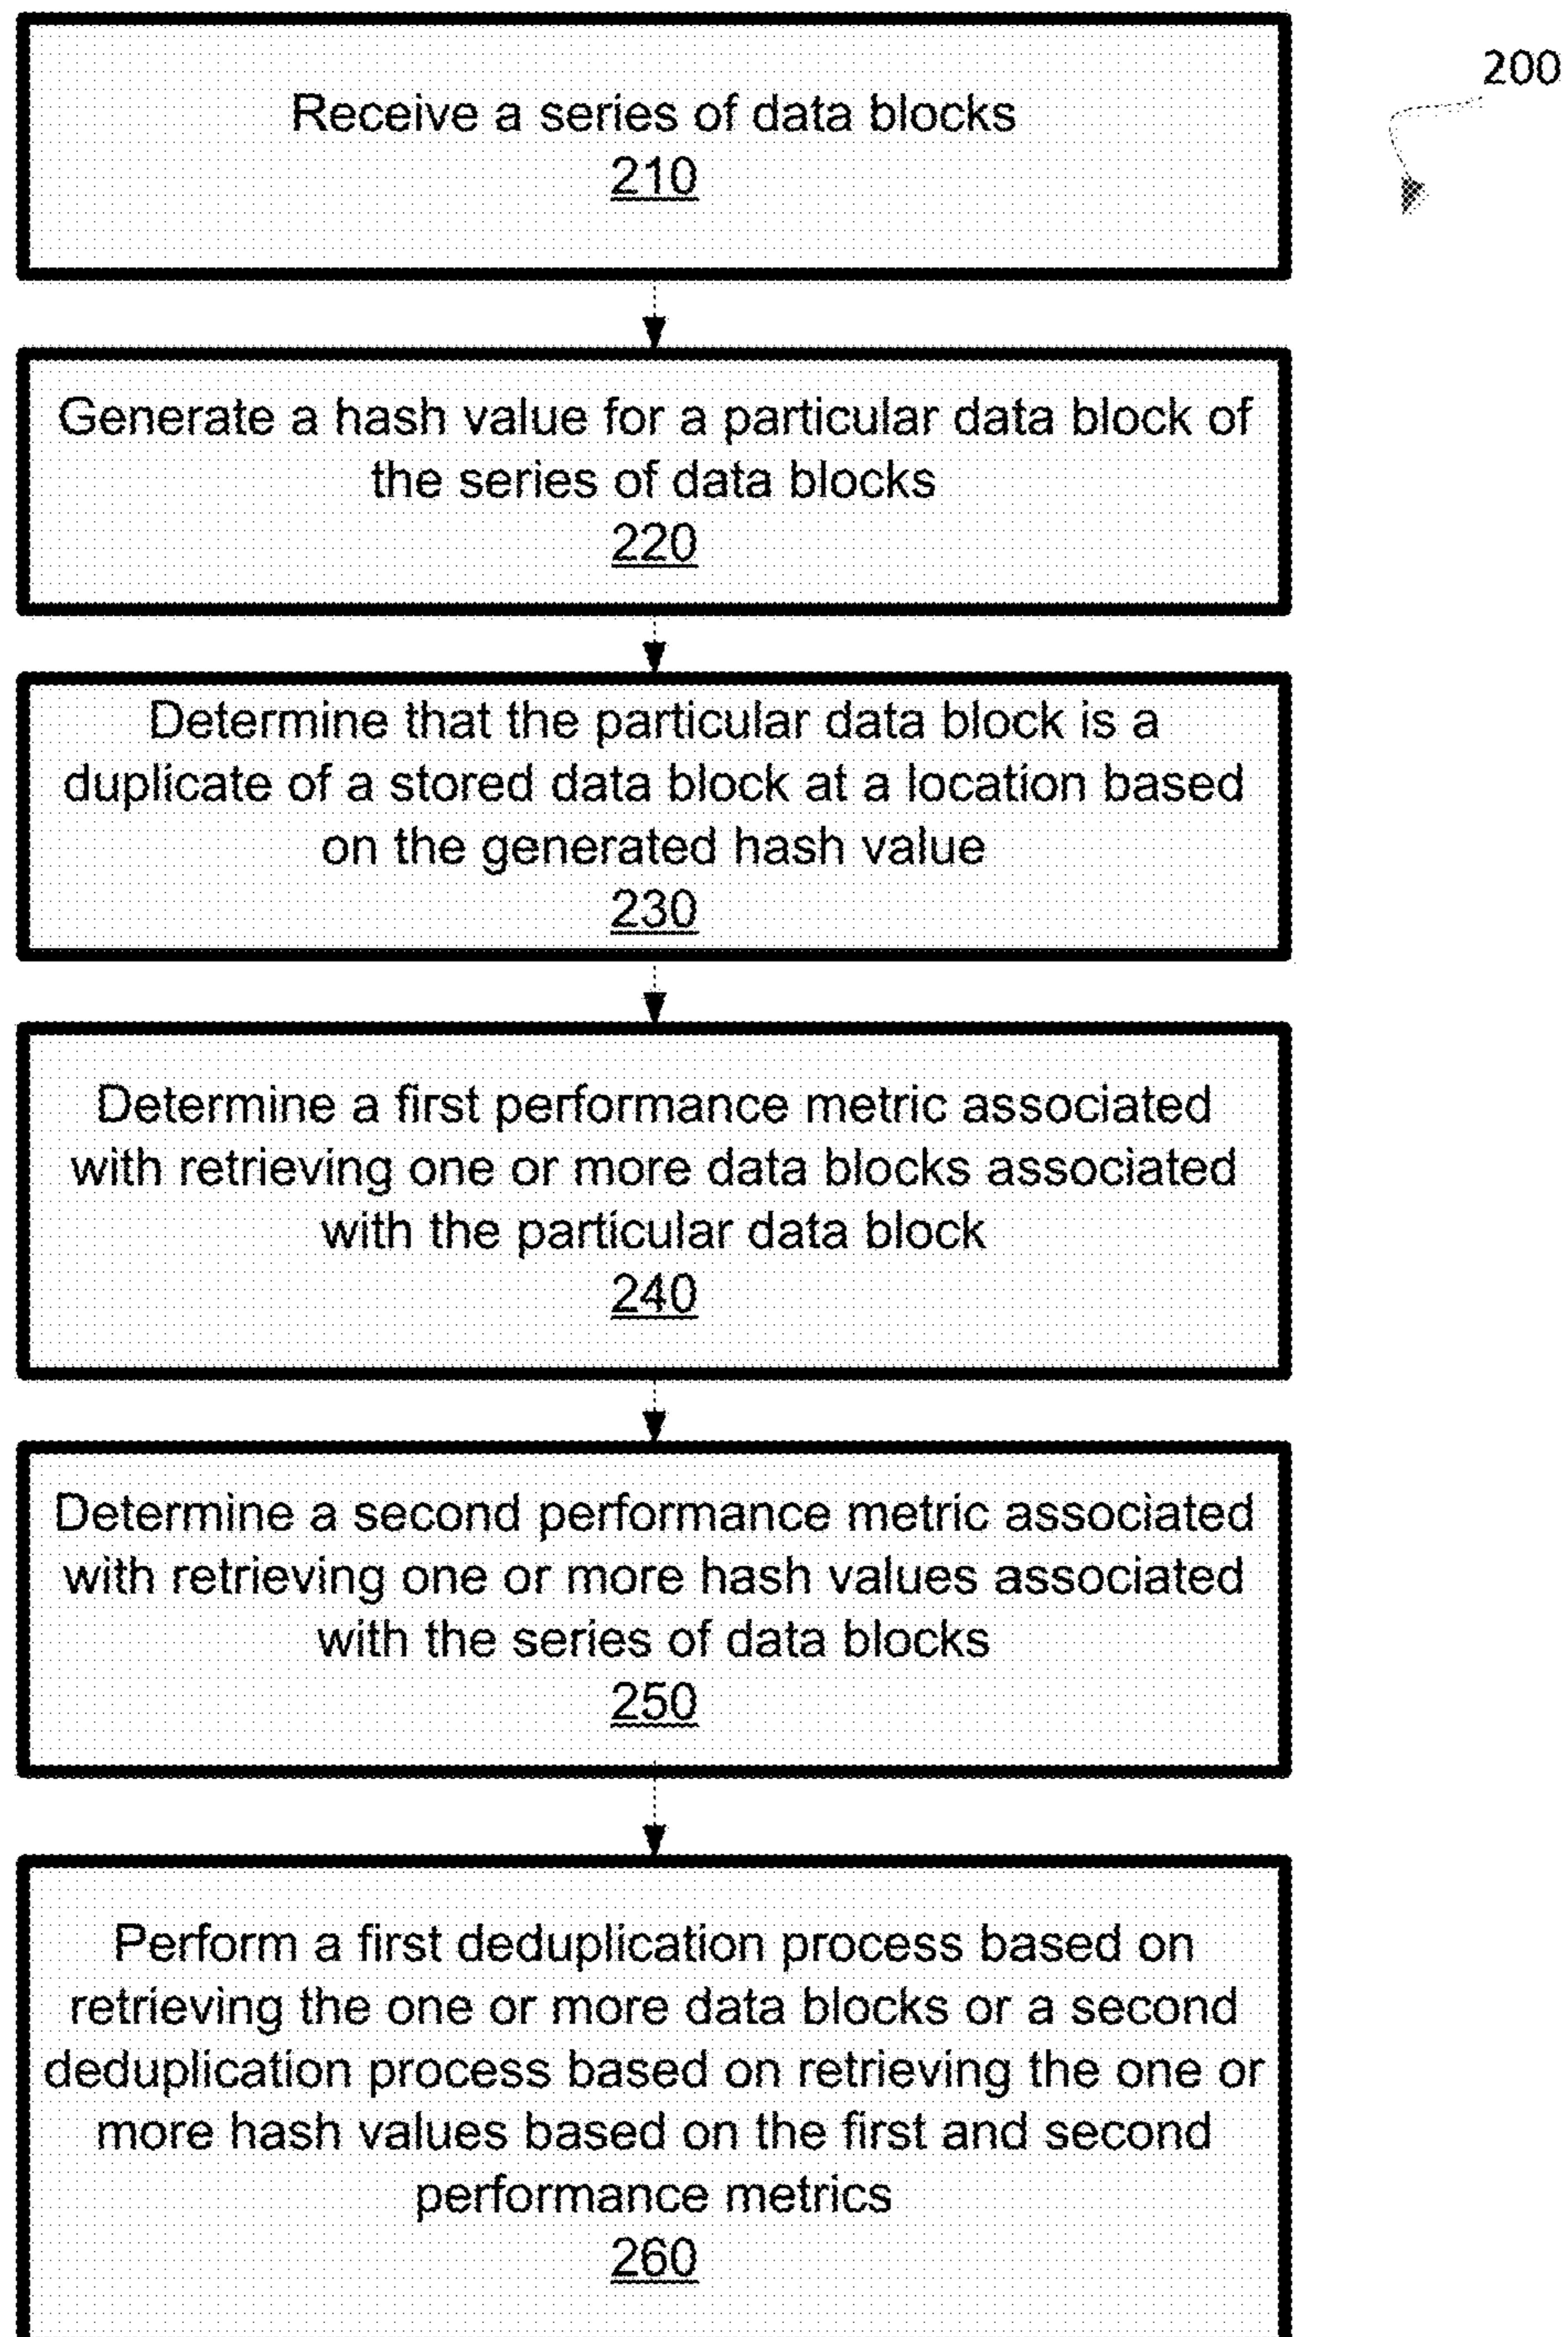 200
Receive a series of data blocks
210
Generate a hash value for a particular data block of
the series of data blocks
220
Determine that the particular data block is a
duplicate of a stored data block at a location based
on the generated hash value
230
Determine a first performance metric associated
with retrieving one or more data blocks associated
with the particular data block
240
Determine a second performance metric associated
with retrieving one or more hash values associated
with the series of data blocks
250
Perform a first deduplication process based on
retrieving the one or more data blocks or a second
deduplication process based on retrieving the one or
more hash values based on the first and second
performance metrics
260